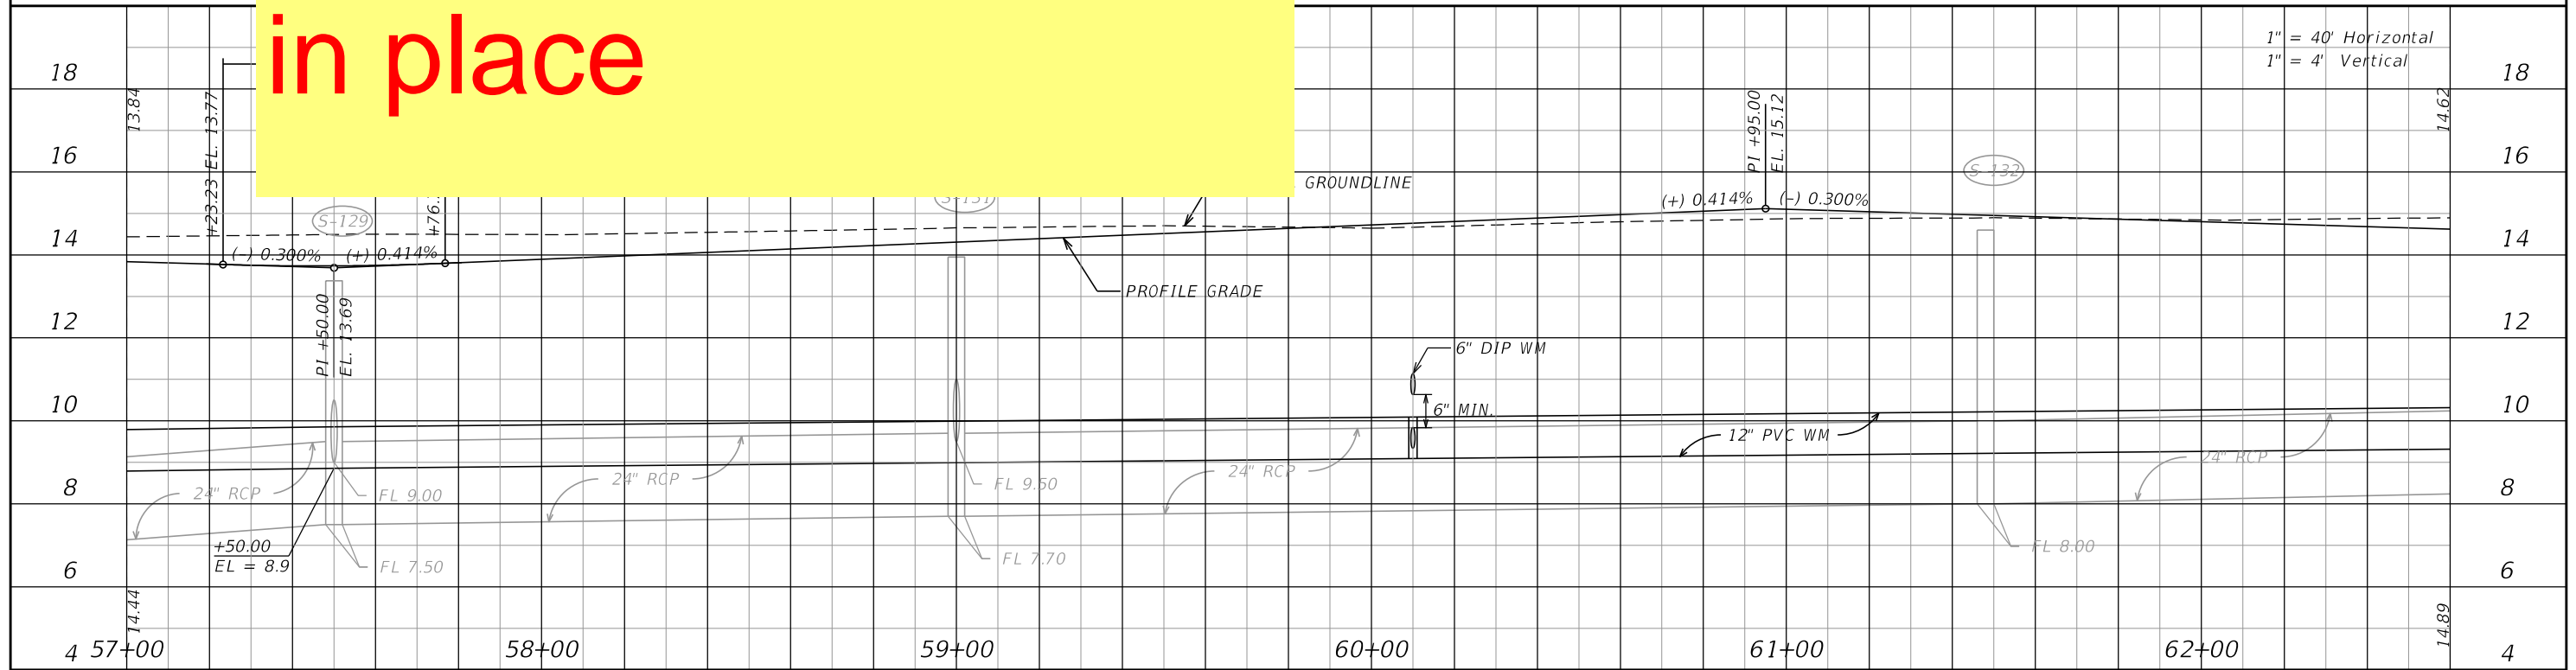 in place
1" = 40' Horizontal
1" = 4' Vertical
18
18
16
16
14
14
12
12
10
10
8
8
6
6
4
4
13.84
+23.23 EL. 13.77
S-129
(-) 0.300%
(+) 0.414%
PI +50.00
EL. 13.69
GROUNDLINE
PROFILE GRADE
PI +95.00
EL. 15.12
(+) 0.414%
(-) 0.300%
S-132
14.62
6" DIP WM
6" MIN.
12" PVC WM
24" RCP
24" RCP
24" RCP
24" RCP
FL 9.00
FL 9.50
FL 7.50
FL 7.70
FL 8.00
+50.00
EL = 8.9
14.44
14.89
57+00
58+00
59+00
60+00
61+00
62+00